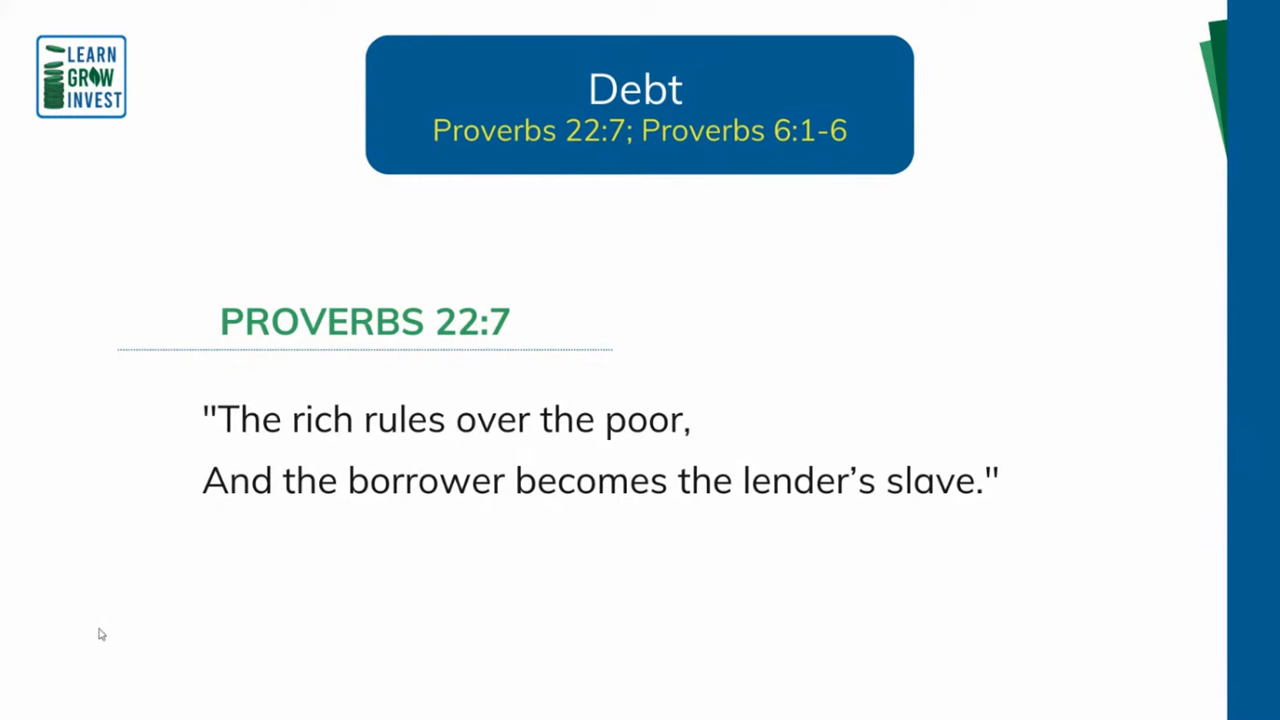 LEARN
GROW
INVEST
Debt
Proverbs 22:7; Proverbs 6:1-6
PROVERBS 22:7
"The rich rules over the poor,
And the borrower becomes the lender’s slave."